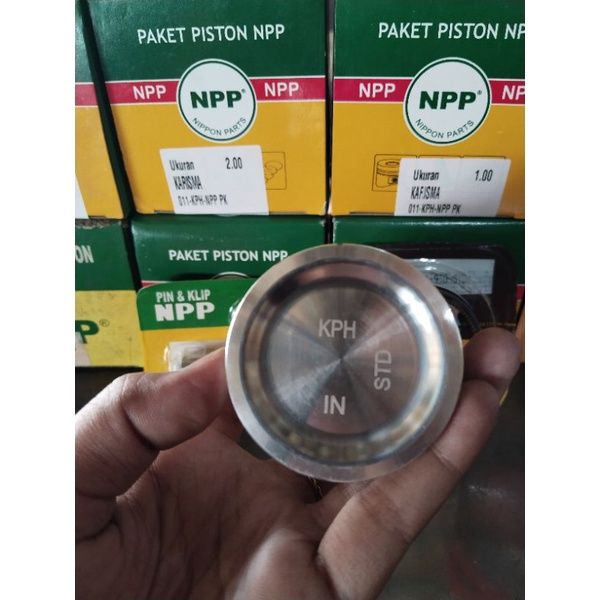 PAKET PISTON NPP
NPP
NPP®
NPP
NIPPON PARTS
Ukuran 2.00
KARISMA
011-KPH-NPP PK
PAKET PISTON NPP
NPP
NPP®
NPP
NIPPON PARTS
Ukuran 1.00
KARISMA
011-KPH-NPP PK
ON
NPP
PAKET PISTON NPP
PIN & KLIP
NPP
KPH
STD
IN